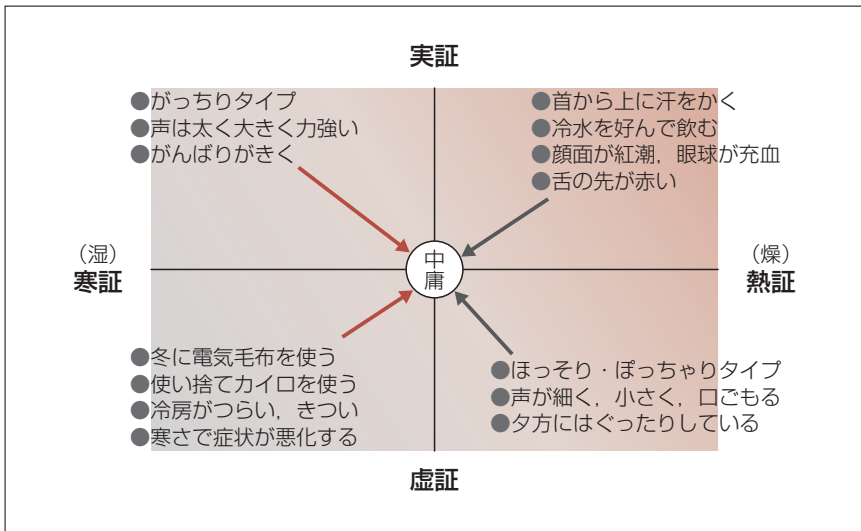 実証
●がっちりタイプ
●声は太く大きく力強い
●がんばりがきく
●首から上に汗をかく
●冷水を好んで飲む
●顔面が紅潮，眼球が充血
●舌の先が赤い
（湿）
寒証
中
庸
（燥）
熱証
●冬に電気毛布を使う
●使い捨てカイロを使う
●冷房がつらい，きつい
●寒さで症状が悪化する
●ほっそり・ぽっちゃりタイプ
●声が細く，小さく，口ごもる
●夕方にはぐったりしている
虚証